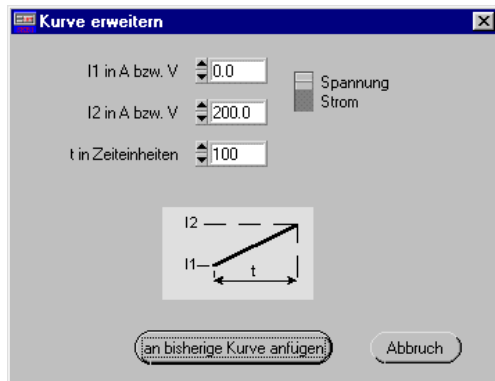 Kurve erweitern
I1 in A bzw. V 0.0
Spannung
Strom
I2 in A bzw. V 200.0
t in Zeiteinheiten 100
I2
I1
t
an bisherige Kurve anfügen
Abbruch